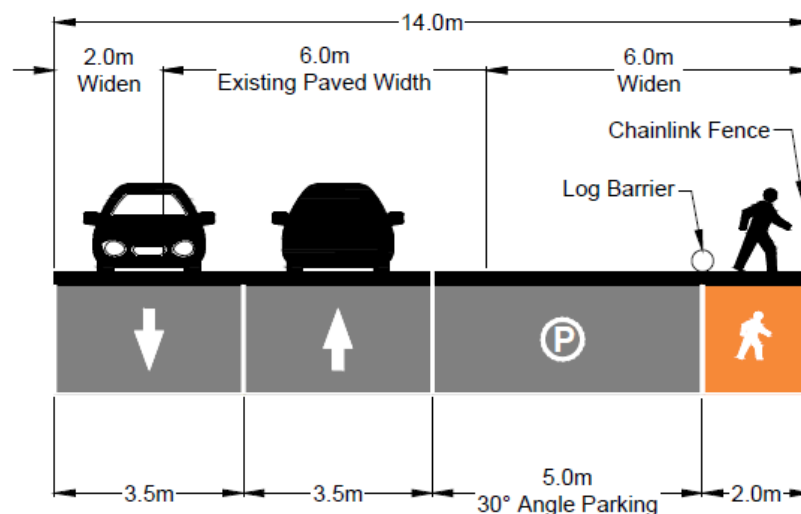 14.0m
2.0m
Widen
6.0m
Existing Paved Width
6.0m
Widen
Chainlink Fence
Log Barrier
P
3.5m
3.5m
5.0m
30° Angle Parking
2.0m